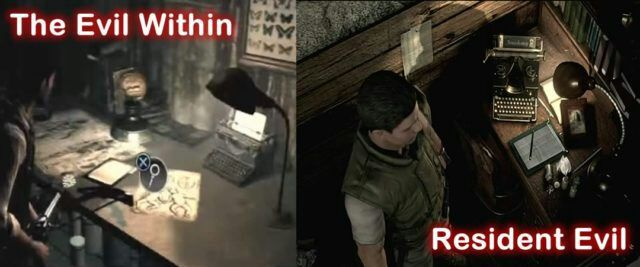 The Evil Within
X
Resident Evil